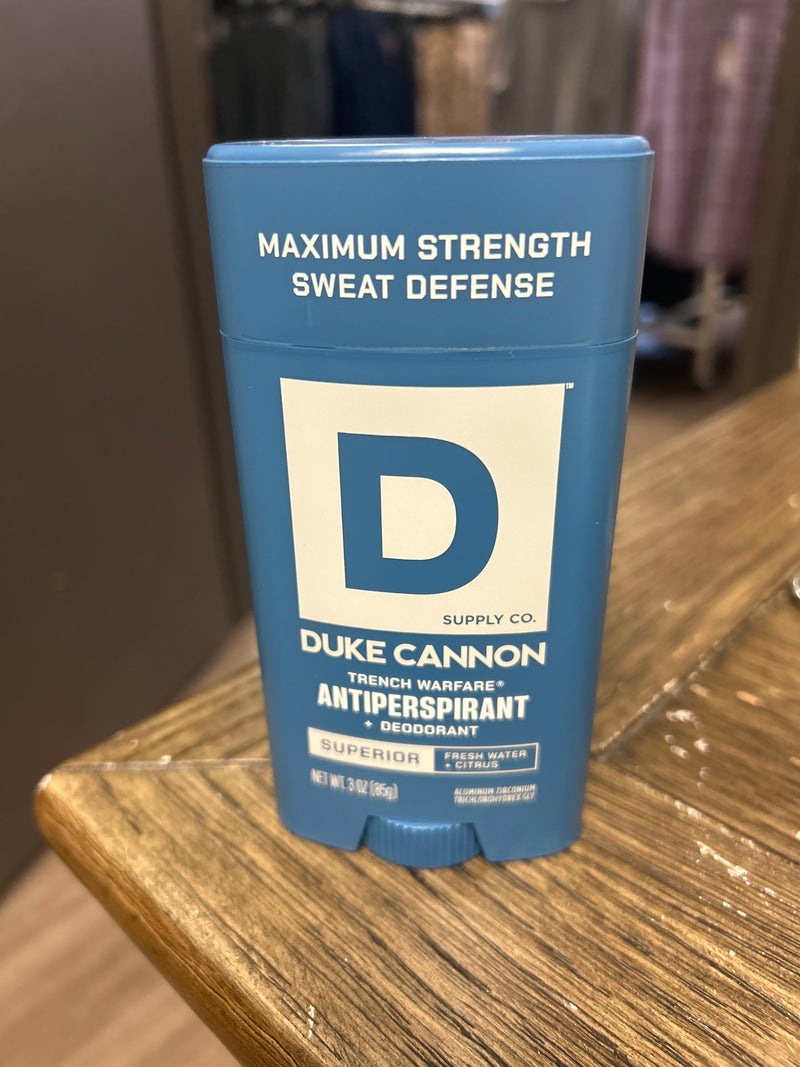 MAXIMUM STRENGTH
SWEAT DEFENSE
D
™
SUPPLY CO.
DUKE CANNON
TRENCH WARFARE®
ANTIPERSPIRANT
+ DEODORANT
SUPERIOR
FRESH WATER
+ CITRUS
NET WT. 3 OZ (85g)
ALUMINUM ZIRCONIUM
TRICHLOROHYDREX GLY